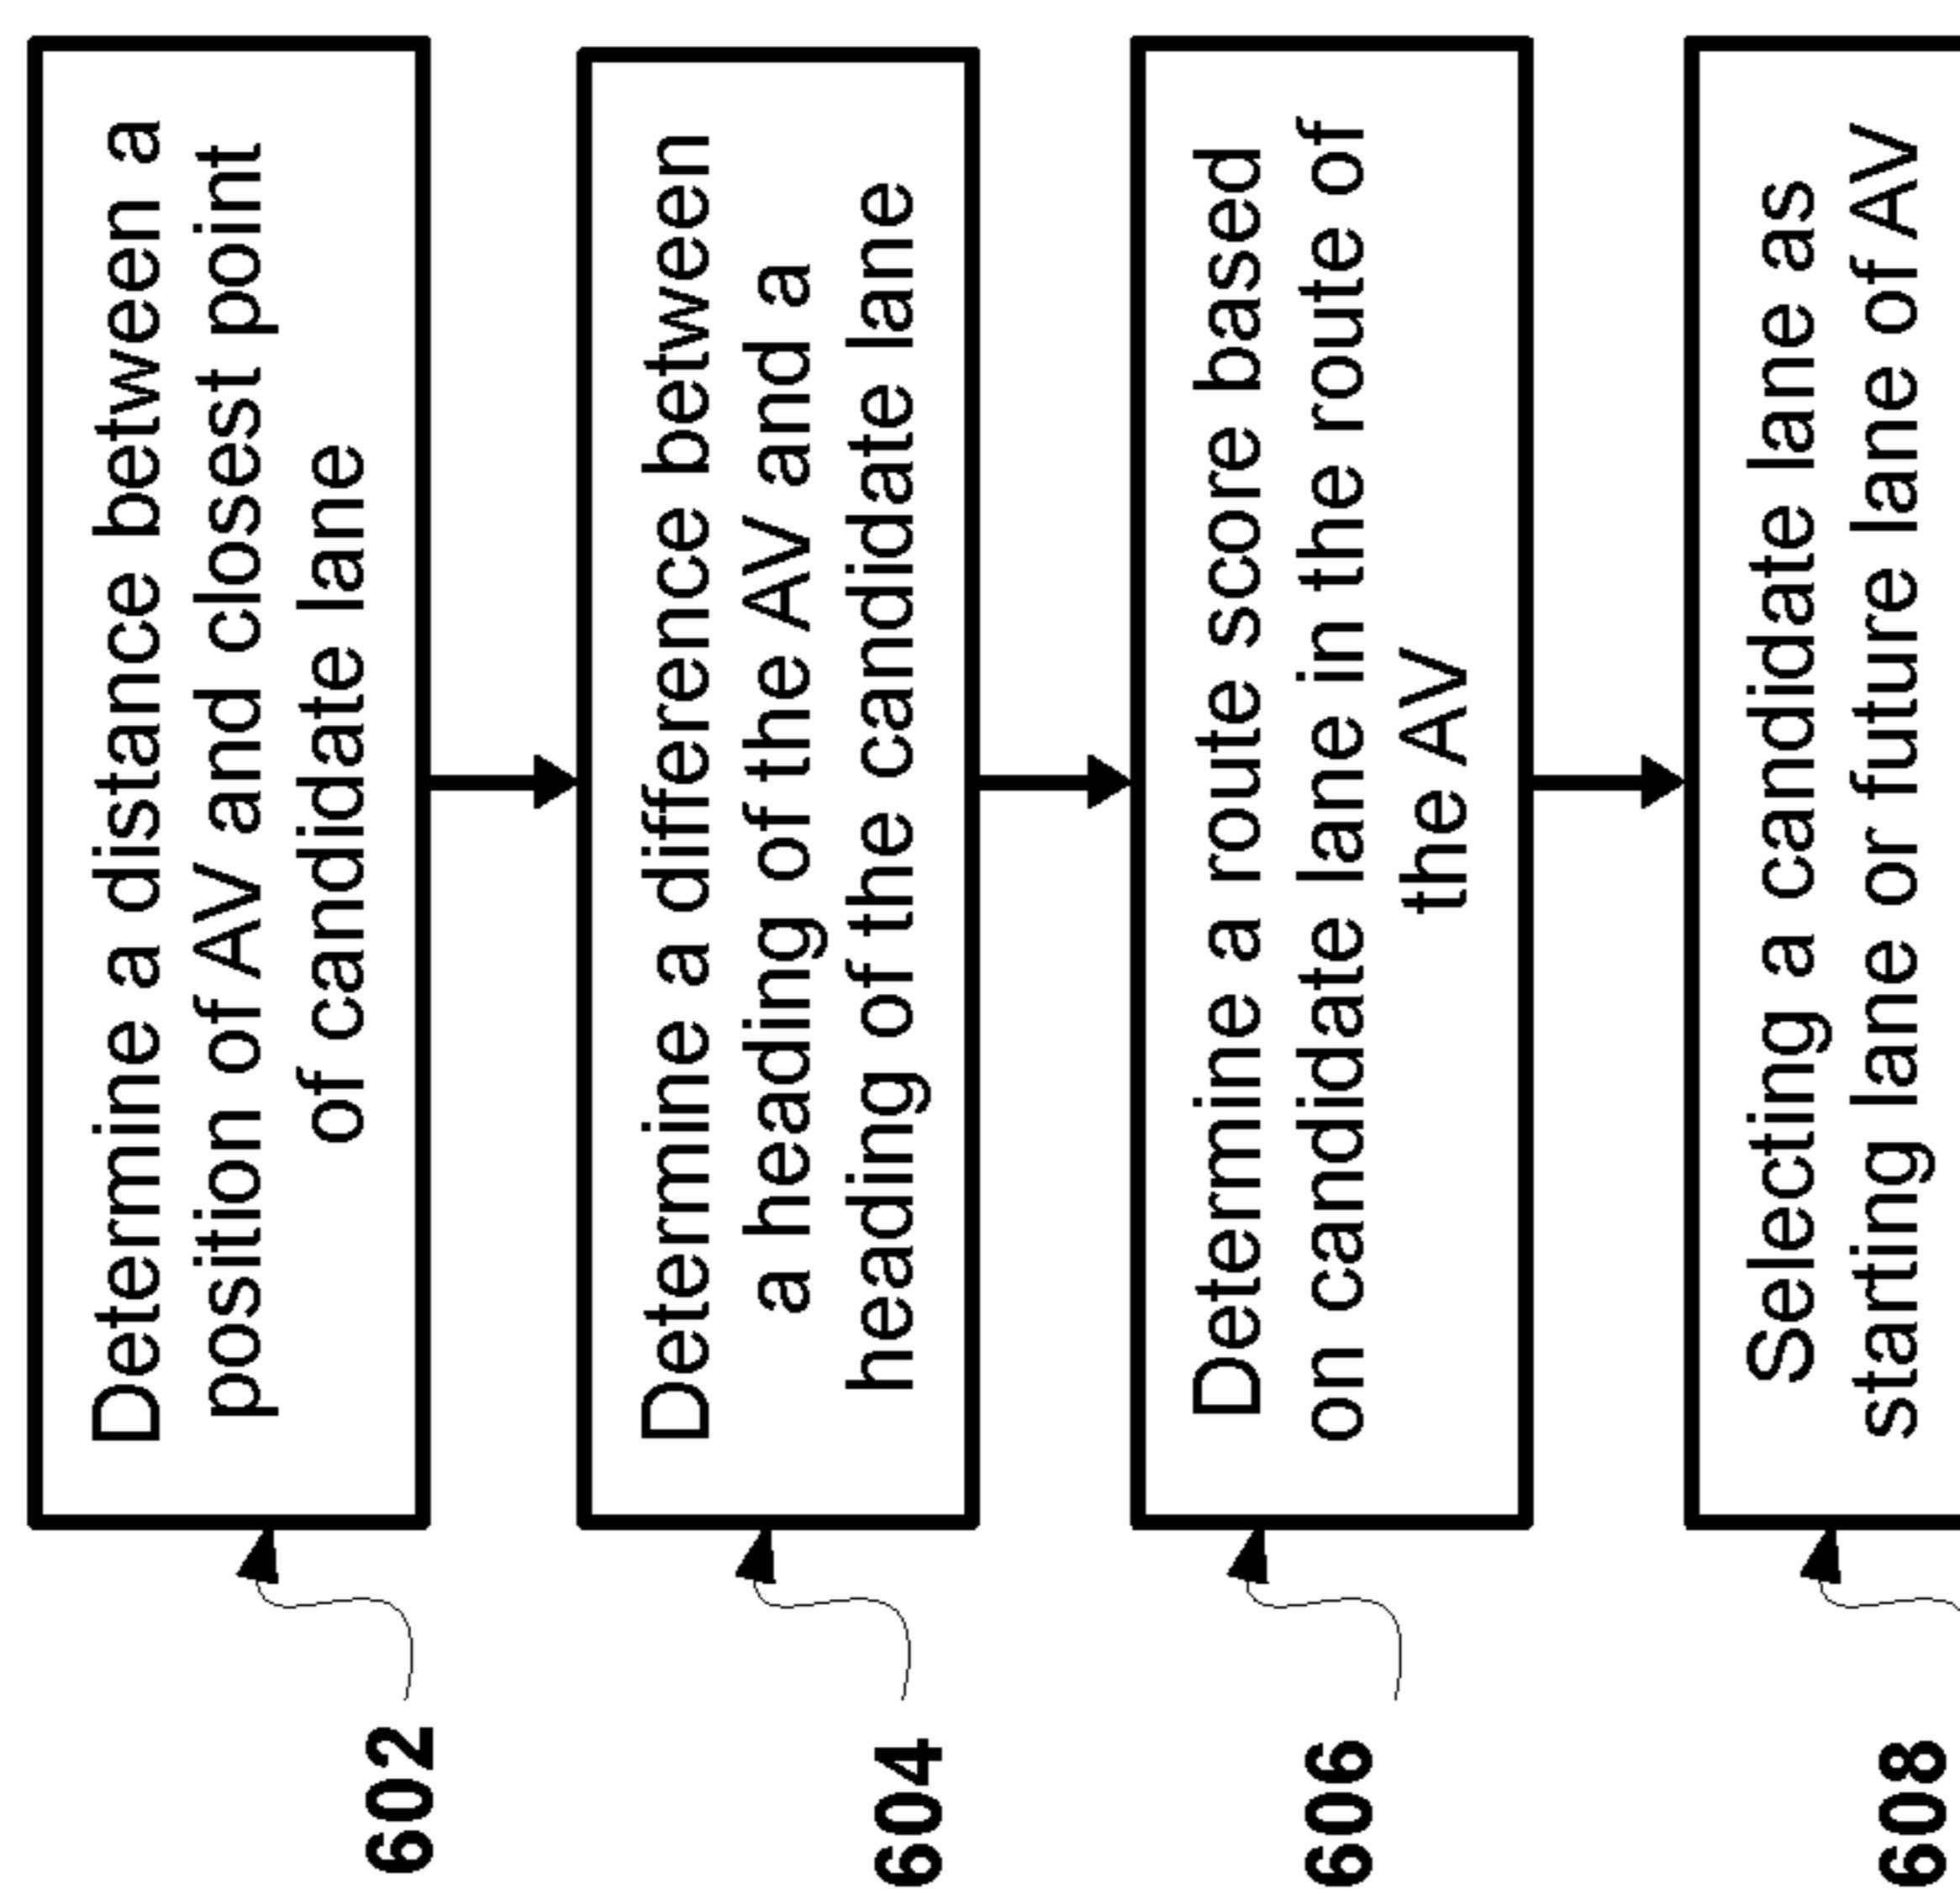 602
Determine a distance between a
position of AV and closest point
of candidate lane
604
Determine a difference between
a heading of the AV and a
heading of the candidate lane
606
Determine a route score based
on candidate lane in the route of
the AV
608
Selecting a candidate lane as
starting lane or future lane of AV